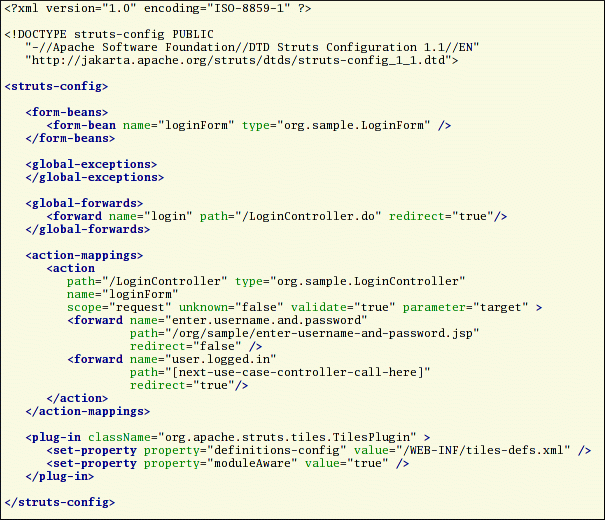 <?xml version="1.0" encoding="ISO-8859-1" ?>
<!DOCTYPE struts-config PUBLIC
"-//Apache Software Foundation//DTD Struts Configuration 1.1//EN"
"http://jakarta.apache.org/struts/dtds/struts-config_1_1.dtd">
<struts-config>
<form-beans>
<form-bean name="loginForm" type="org.sample.LoginForm" />
</form-beans>
<global-exceptions>
</global-exceptions>
<global-forwards>
<forward name="login" path="/LoginController.do" redirect="true"/>
</global-forwards>
<action-mappings>
<action
path="/LoginController" type="org.sample.LoginController"
name="loginForm"
scope="request" unknown="false" validate="true" parameter="target" >
<forward name="enter.username.and.password"
path="/org/sample/enter-username-and-password.jsp"
redirect="false" />
<forward name="user.logged.in"
path="[next-use-case-controller-call-here]"
redirect="true"/>
</action>
</action-mappings>
<plug-in className="org.apache.struts.tiles.TilesPlugin" >
<set-property property="definitions-config" value="/WEB-INF/tiles-defs.xml" />
<set-property property="moduleAware" value="true" />
</plug-in>
</struts-config>